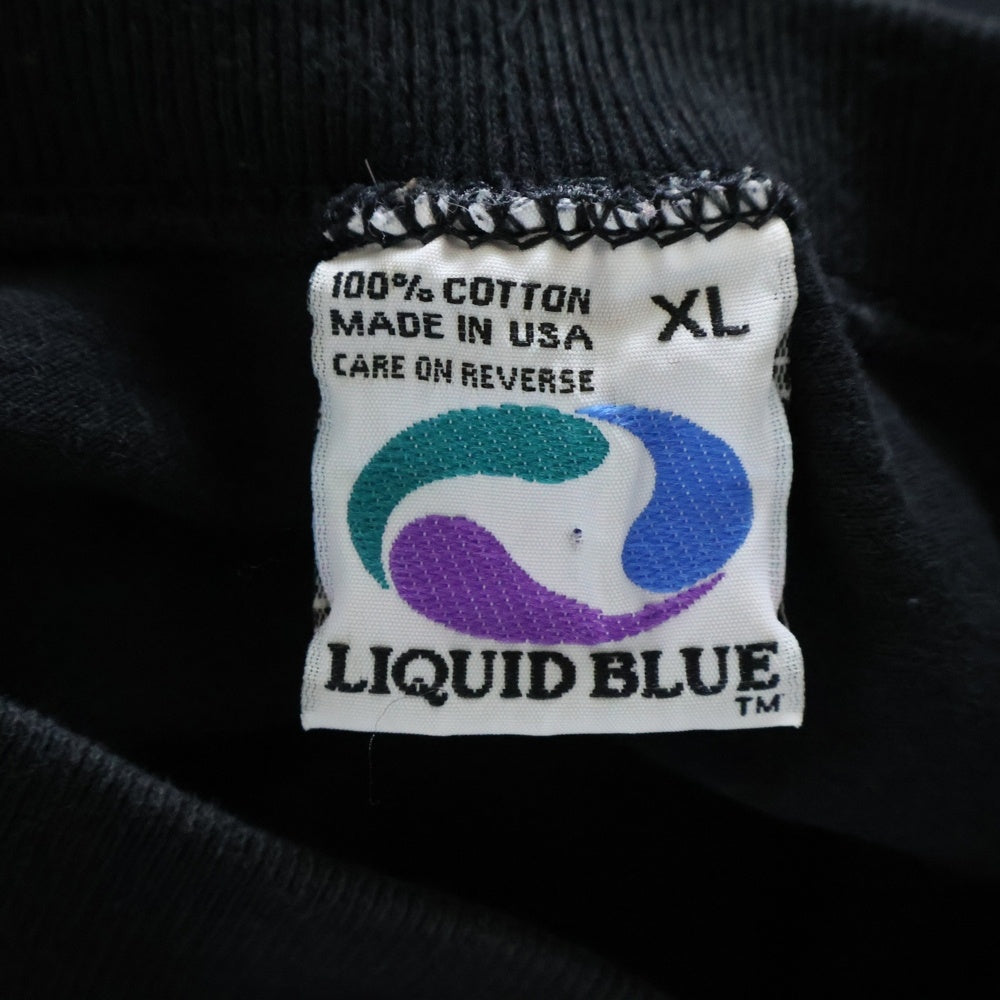 100% COTTON
XL
MADE IN USA
CARE ON REVERSE
LIQUID BLUE
TM